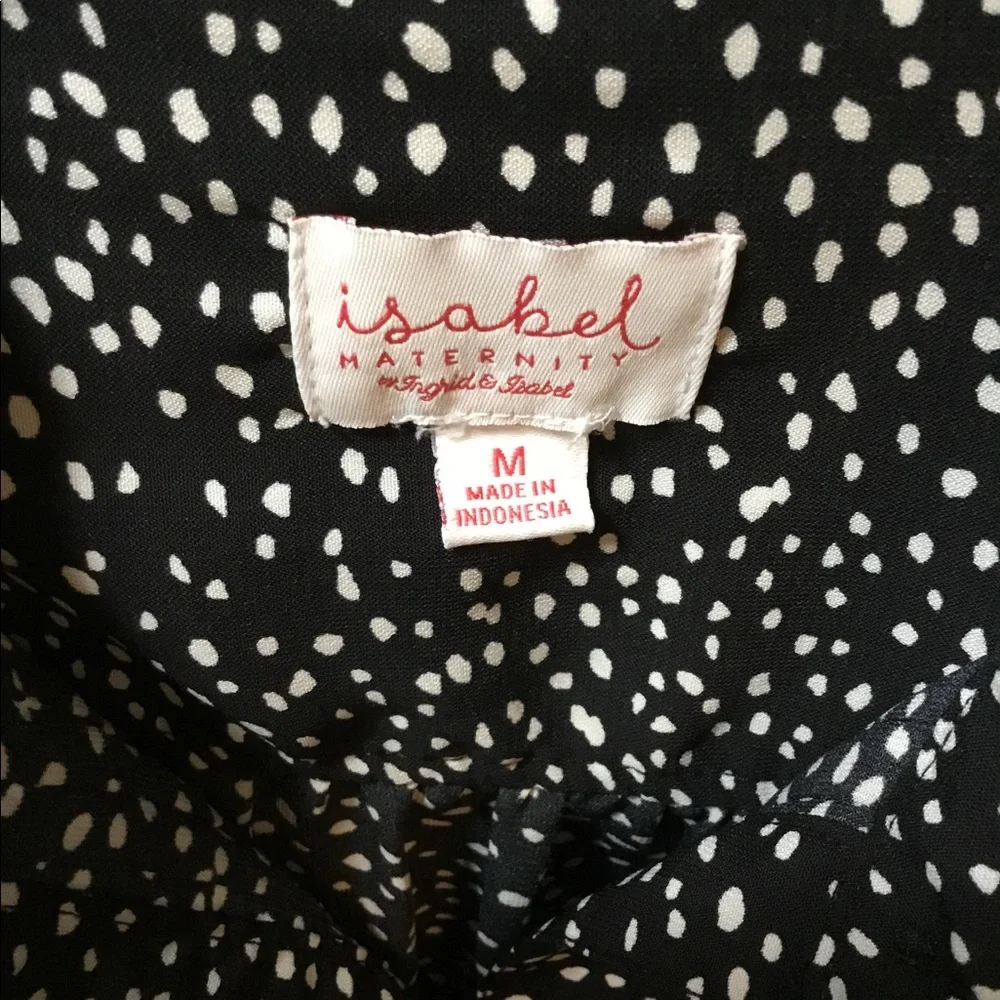 isabel
MATERNITY
by Ingrid & Isabel
M
MADE IN
INDONESIA